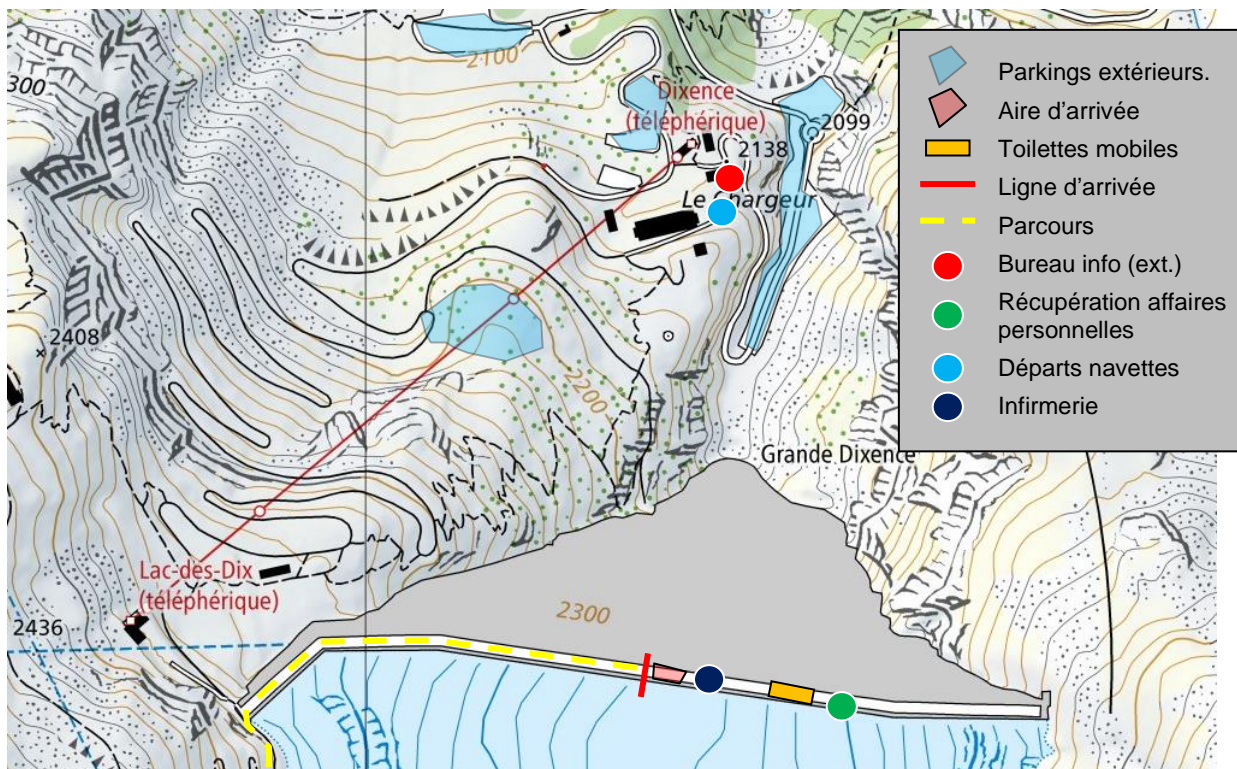 2100
2300
Dixence
(téléphérique)
2099
2138
Le Chargeur
2408
2200
Grande Dixence
Lac-des-Dix
(téléphérique)
2436
2300
Parkings extérieurs.
Aire d'arrivée
Toilettes mobiles
Ligne d'arrivée
Parcours
Bureau info (ext.)
Récupération affaires
personnelles
Départs navettes
Infirmerie